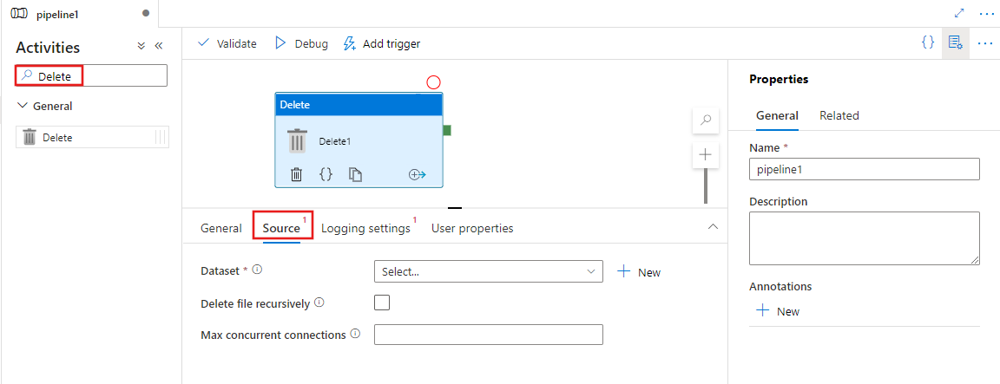 pipeline1
Activities
Delete
General
Delete
Validate
Debug
Add trigger
{}
Delete
Delete1
{}
General
Source 1
Logging settings 1
User properties
Dataset *
Select...
New
Delete file recursively
Max concurrent connections
Properties
General
Related
Name *
pipeline1
Description
Annotations
New